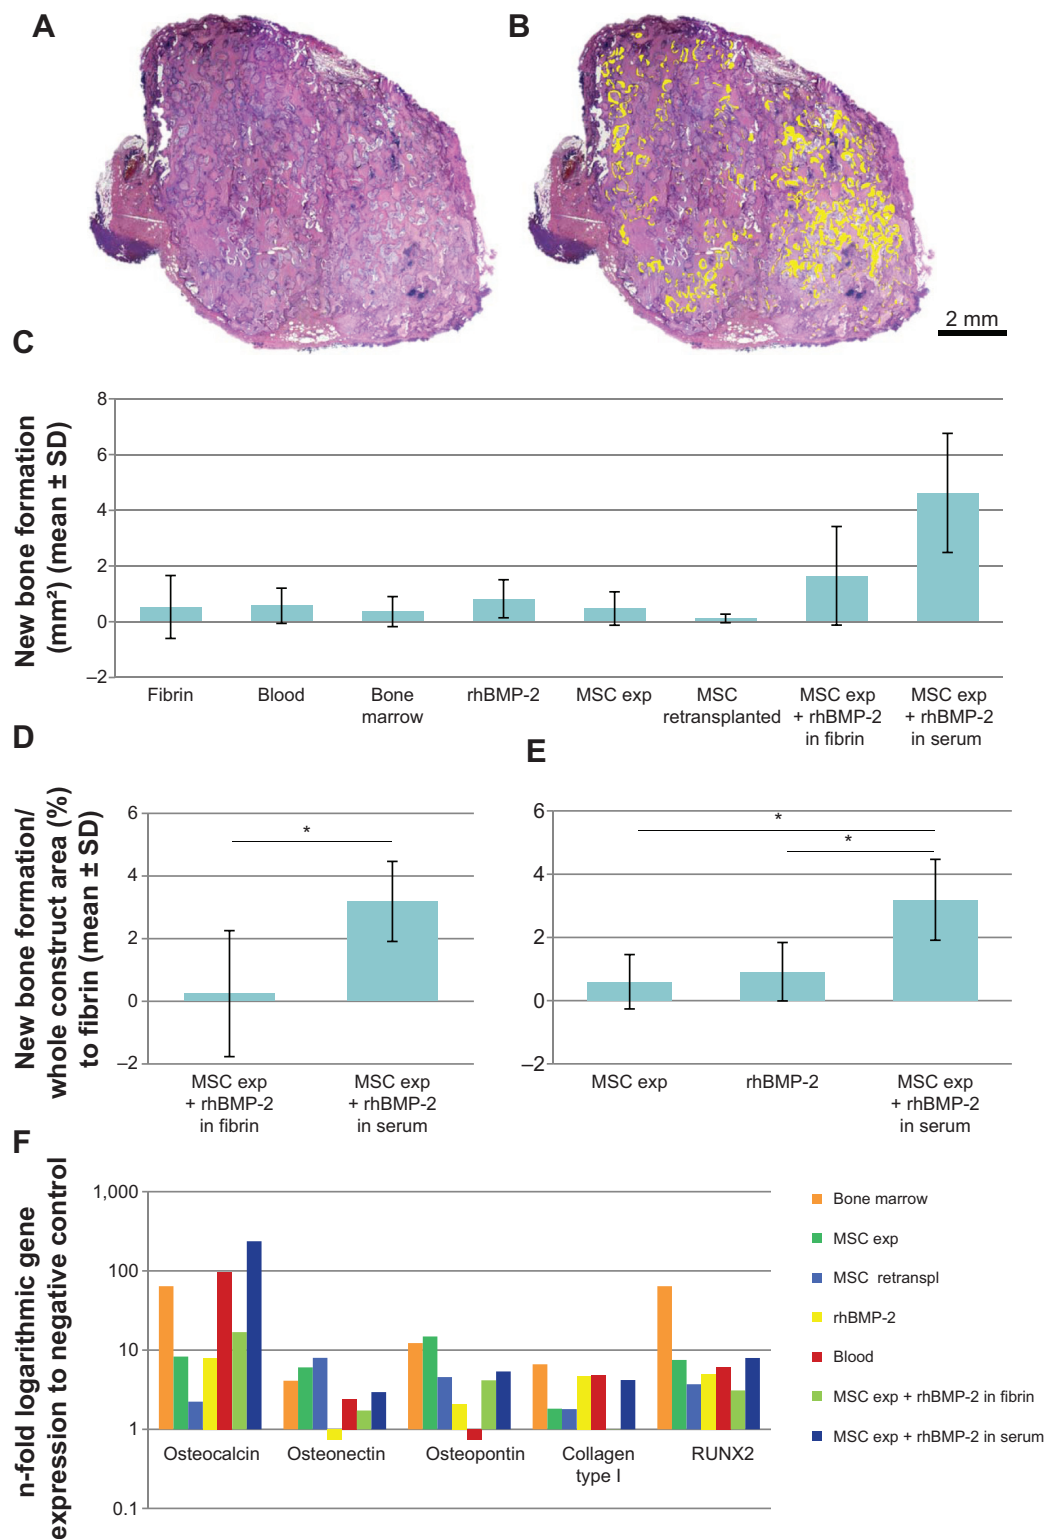 A
B
2 mm
C
New bone formation
(mm²) (mean ± SD)
8
6
4
2
0
–2
Fibrin
Blood
Bone
marrow
rhBMP-2
MSC exp
MSC
retransplanted
MSC exp
+ rhBMP-2
in fibrin
MSC exp
+ rhBMP-2
in serum
D
New bone formation/
whole construct area (%)
to fibrin (mean ± SD)
6
4
2
0
–2
*
MSC exp
+ rhBMP-2
in fibrin
MSC exp
+ rhBMP-2
in serum
E
6
4
2
0
–2
*
*
MSC exp
rhBMP-2
MSC exp
+ rhBMP-2
in serum
F
n-fold logarithmic gene
expression to negative control
1,000
100
10
1
0.1
Osteocalcin
Osteonectin
Osteopontin
Collagen
type I
RUNX2
Bone marrow
MSC exp
MSC retranspl
rhBMP-2
Blood
MSC exp + rhBMP-2 in fibrin
MSC exp + rhBMP-2 in serum